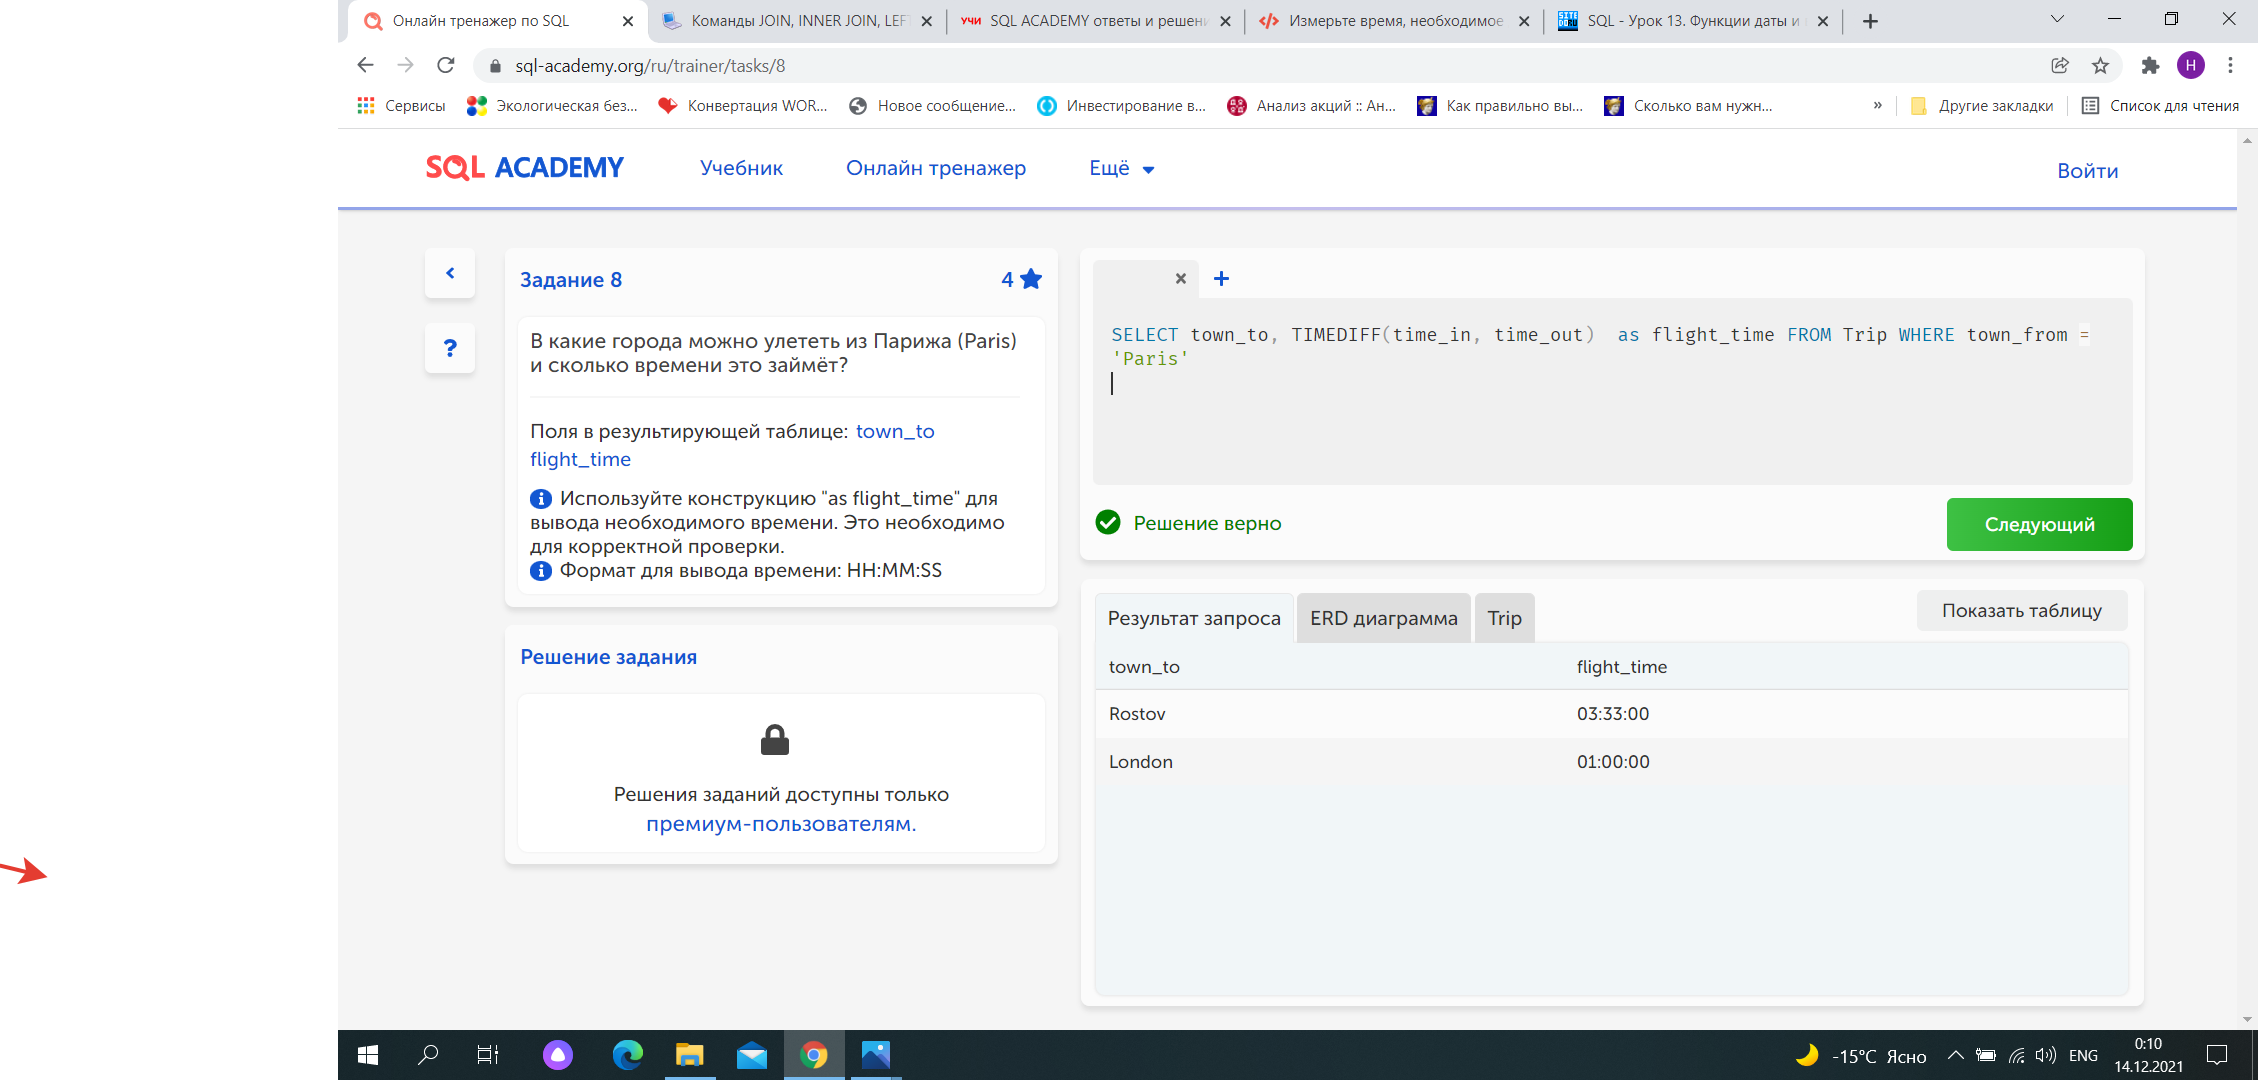 Онлайн тренажер по SQL
Команды JOIN, INNER JOIN, LEF
учи SQL ACADEMY ответы и решени
Измерьте время, необходимое
SITE DO.RU SQL - Урок 13. Функции даты и
sql-academy.org/ru/trainer/tasks/8
Н
Сервисы
Экологическая без...
Конвертация WOR...
Новое сообщение...
Инвестирование в...
Анализ акций :: Ан...
Как правильно вы...
Сколько вам нужн...
»
Другие закладки
Список для чтения
SQL ACADEMY
Учебник
Онлайн тренажер
Ещё
Войти
Задание 8
4
?
В какие города можно улететь из Парижа (Paris)
и сколько времени это займёт?
Поля в результирующей таблице: town_to
flight_time
Используйте конструкцию "as flight_time" для
вывода необходимого времени. Это необходимо
для корректной проверки.
Формат для вывода времени: HH:MM:SS
Решение задания
Решения заданий доступны только
премиум-пользователям.
SELECT town_to, TIMEDIFF(time_in, time_out)  as flight_time FROM Trip WHERE town_from =
'Paris'
Решение верно
Следующий
Результат запроса
ERD диаграмма
Trip
Показать таблицу
town_to flight_time
Rostov 03:33:00
London 01:00:00
-15°C Ясно
ENG
0:10
14.12.2021